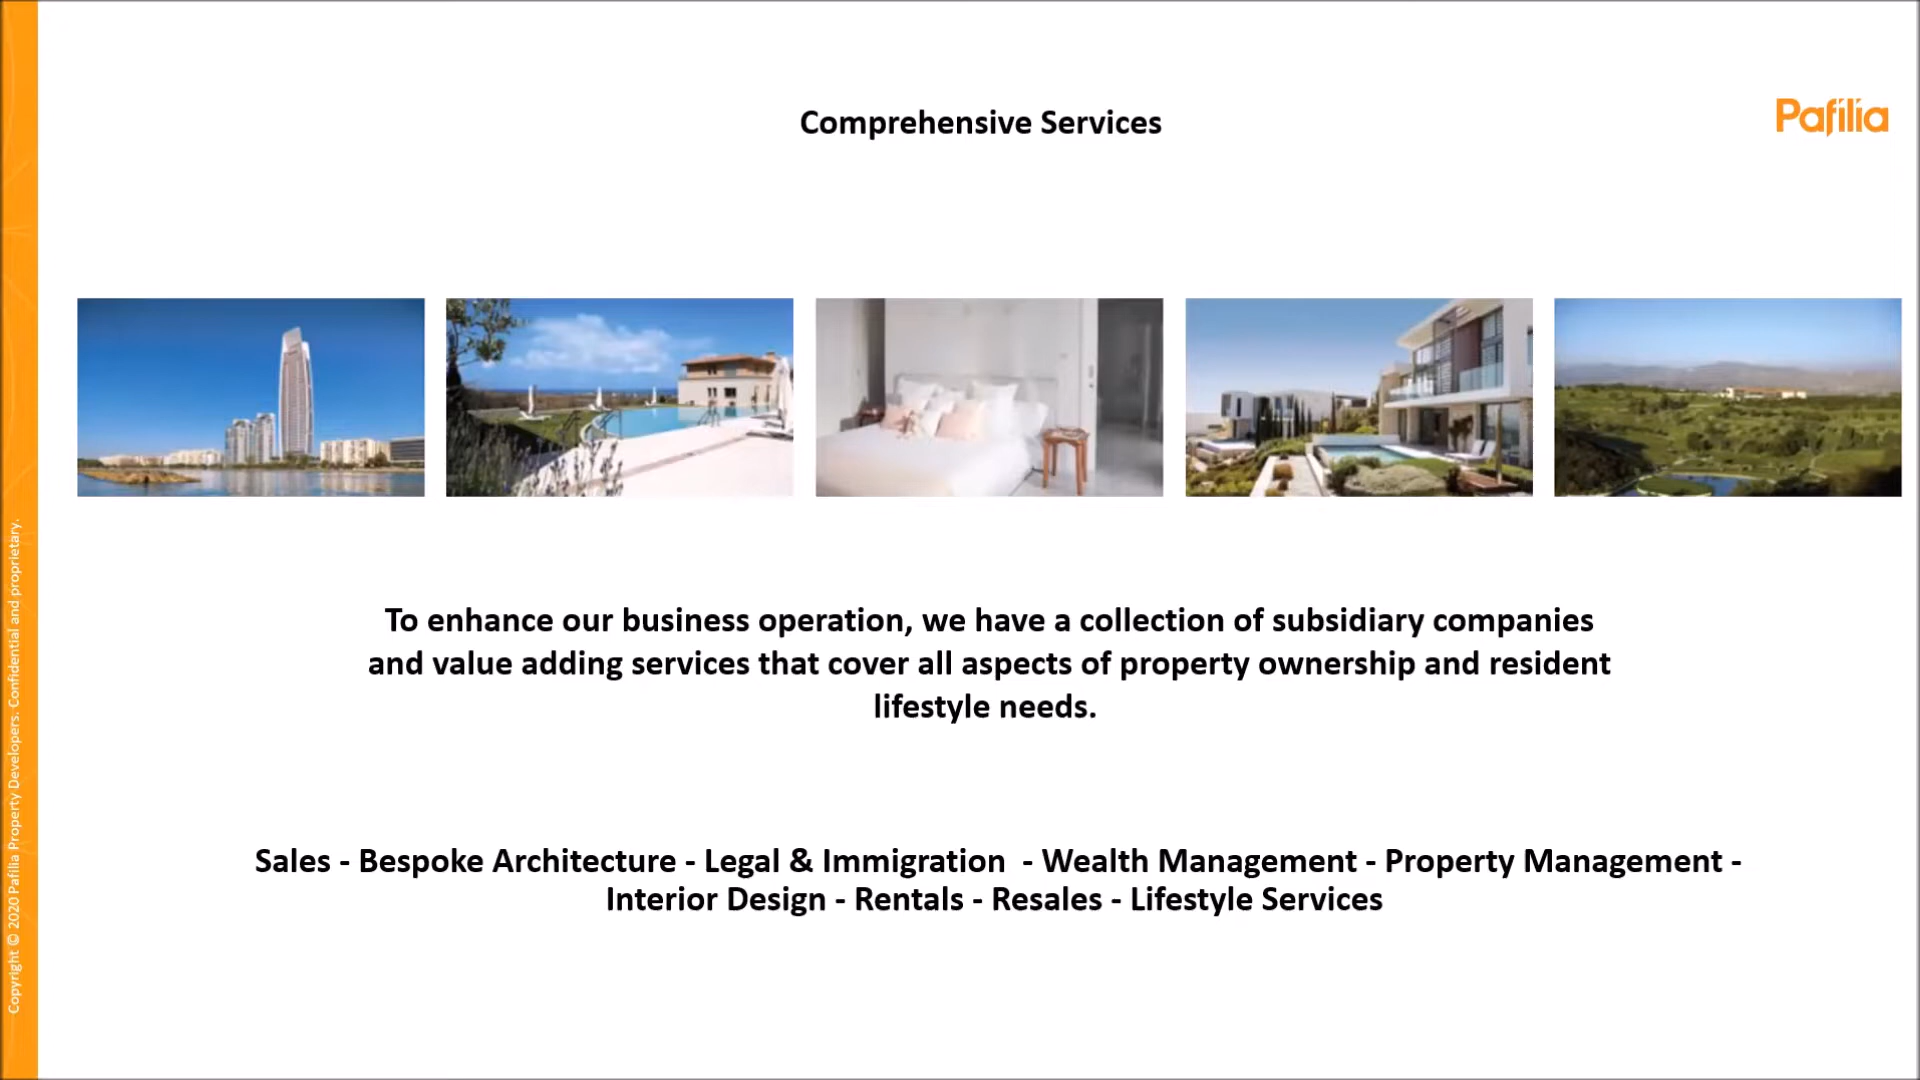 Comprehensive Services
Pafilia
To enhance our business operation, we have a collection of subsidiary companies
and value adding services that cover all aspects of property ownership and resident
lifestyle needs.
Sales - Bespoke Architecture - Legal & Immigration  - Wealth Management - Property Management -
Interior Design - Rentals - Resales - Lifestyle Services
Copyright © 2020 Pafilia Property Developers. Confidential and proprietary.